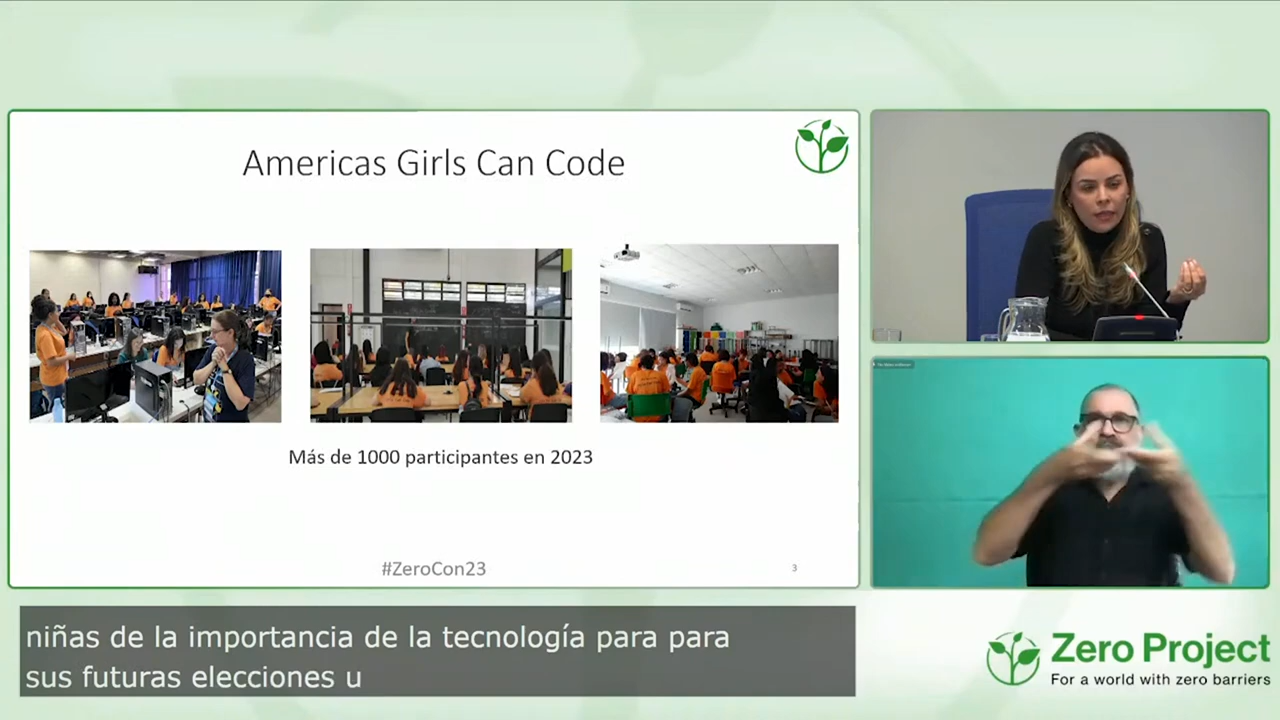 Americas Girls Can Code
Más de 1000 participantes en 2023
#ZeroCon23
3
niñas de la importancia de la tecnología para para
sus futuras elecciones u
Zero Project
For a world with zero barriers